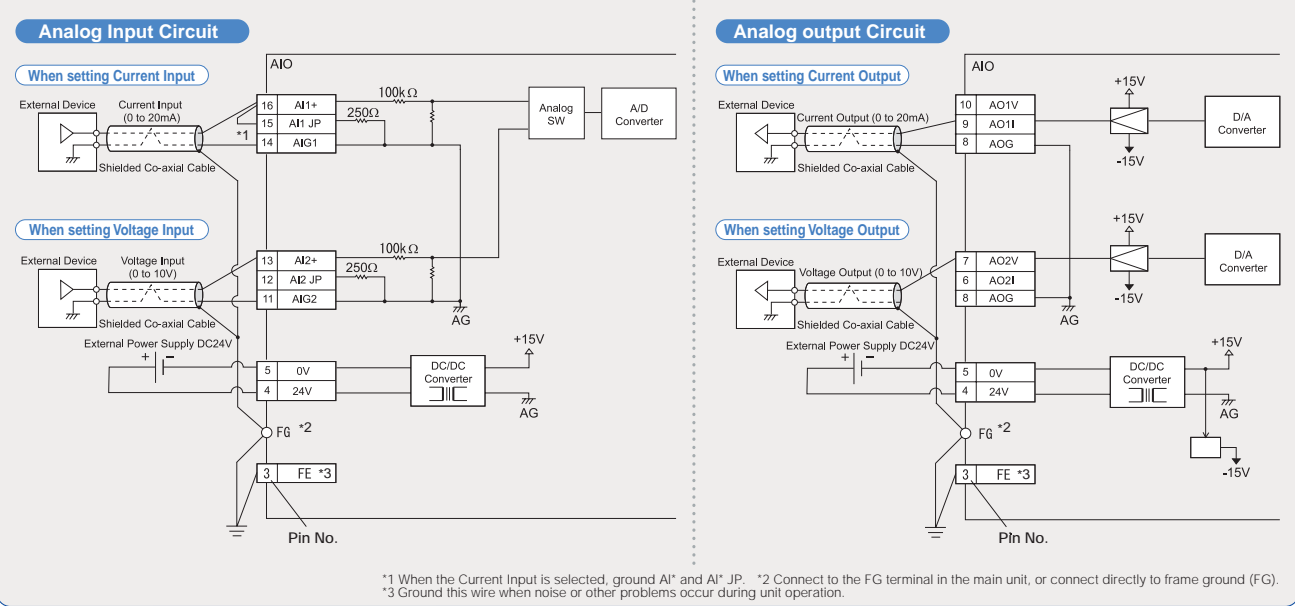 Analog Input Circuit
When setting Current Input
AIO
External Device
Current Input
(0 to 20mA)
16 AI1+
15 AI1 JP
14 AIG1
*1
100kΩ
250Ω
Analog
SW
A/D
Converter
Shielded Co-axial Cable
When setting Voltage Input
External Device
Voltage Input
(0 to 10V)
13 AI2+
12 AI2 JP
11 AIG2
100kΩ
250Ω
AG
Shielded Co-axial Cable
External Power Supply DC24V
+ −
5 0V
4 24V
DC/DC
Converter
+15V
AG
FG *2
3 FE *3
Pin No.
Analog output Circuit
When setting Current Output
AIO
External Device
Current Output (0 to 20mA)
10 AO1V
9 AO1I
8 AOG
+15V
-15V
D/A
Converter
Shielded Co-axial Cable
When setting Voltage Output
External Device
Voltage Output (0 to 10V)
7 AO2V
6 AO2I
8 AOG
+15V
-15V
D/A
Converter
AG
Shielded Co-axial Cable
External Power Supply DC24V
+ −
5 0V
4 24V
DC/DC
Converter
+15V
AG
-15V
FG *2
3 FE *3
Pin No.
*1 When the Current Input is selected, ground AI* and AI* JP. *2 Connect to the FG terminal in the main unit, or connect directly to frame ground (FG).
*3 Ground this wire when noise or other problems occur during unit operation.